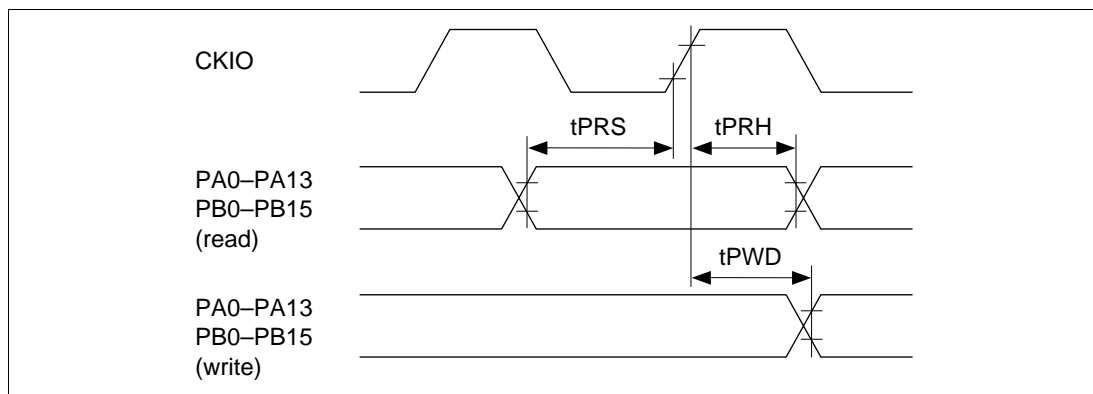 CKIO
tPRS
tPRH
PA0–PA13
PB0–PB15
(read)
tPWD
PA0–PA13
PB0–PB15
(write)